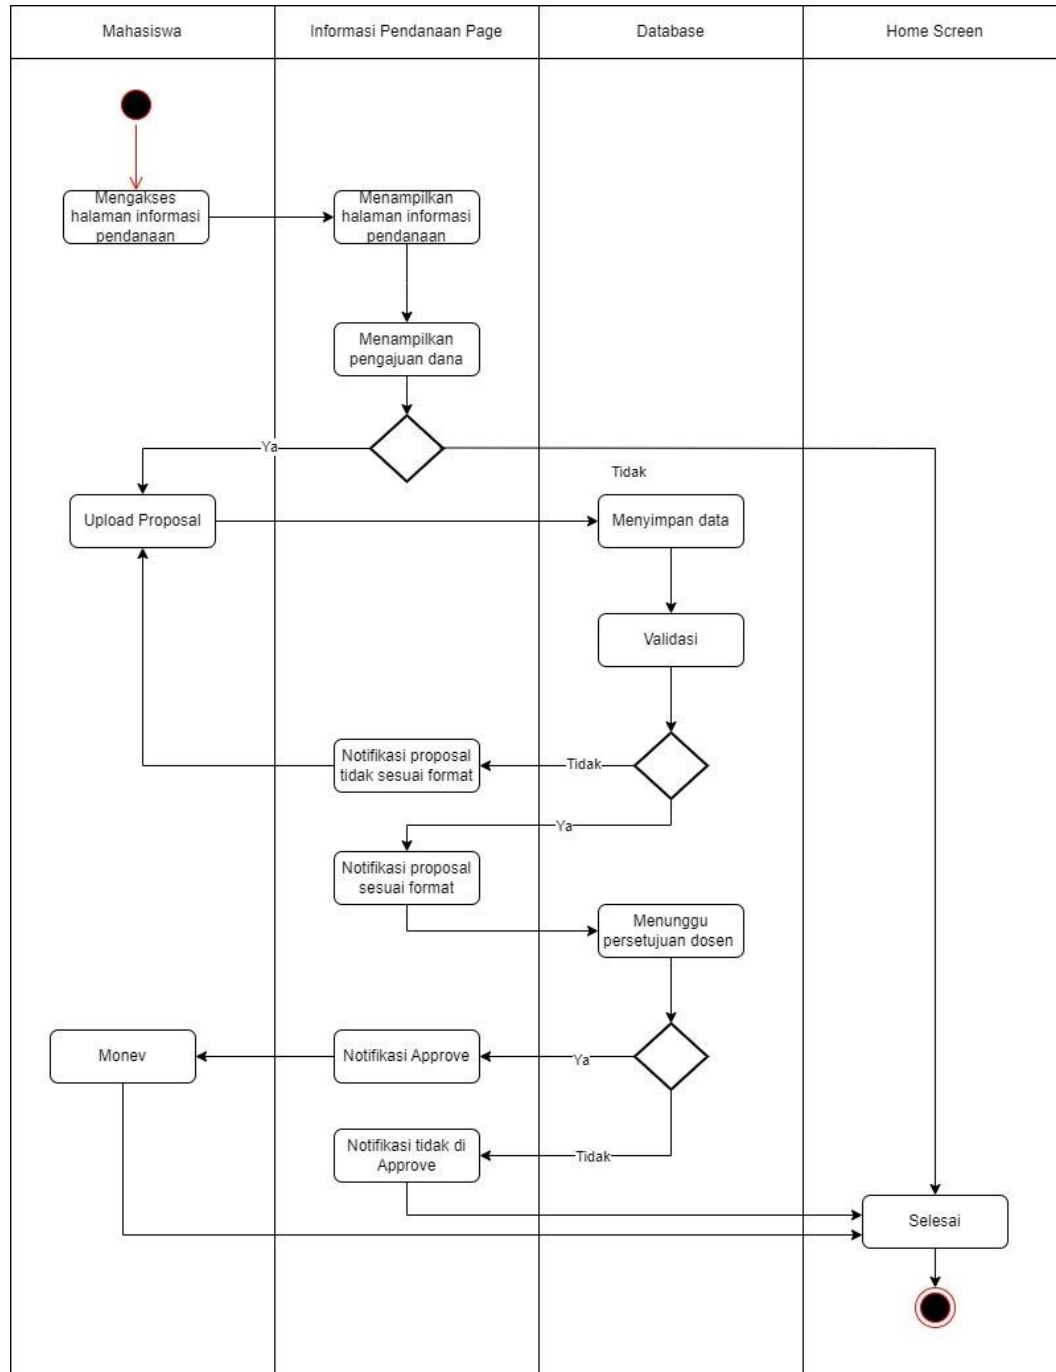 Mahasiswa
Informasi Pendanaan Page
Database
Home Screen
Mengakses
halaman informasi
pendanaan
Menampilkan
halaman informasi
pendanaan
Menampilkan
pengajuan dana
Ya
Tidak
Upload Proposal
Menyimpan data
Validasi
Notifikasi proposal
tidak sesuai format
Tidak
Ya
Notifikasi proposal
sesuai format
Menunggu
persetujuan dosen
Monev
Notifikasi Approve
Ya
Notifikasi tidak di
Approve
Tidak
Selesai